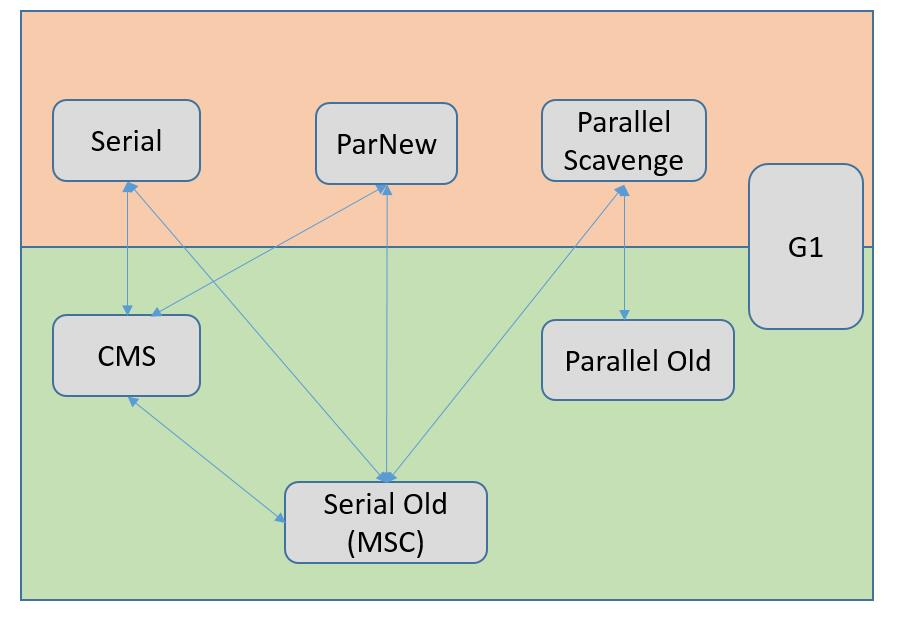 Serial
ParNew
Parallel
Scavenge
G1
CMS
Parallel Old
Serial Old
(MSC)